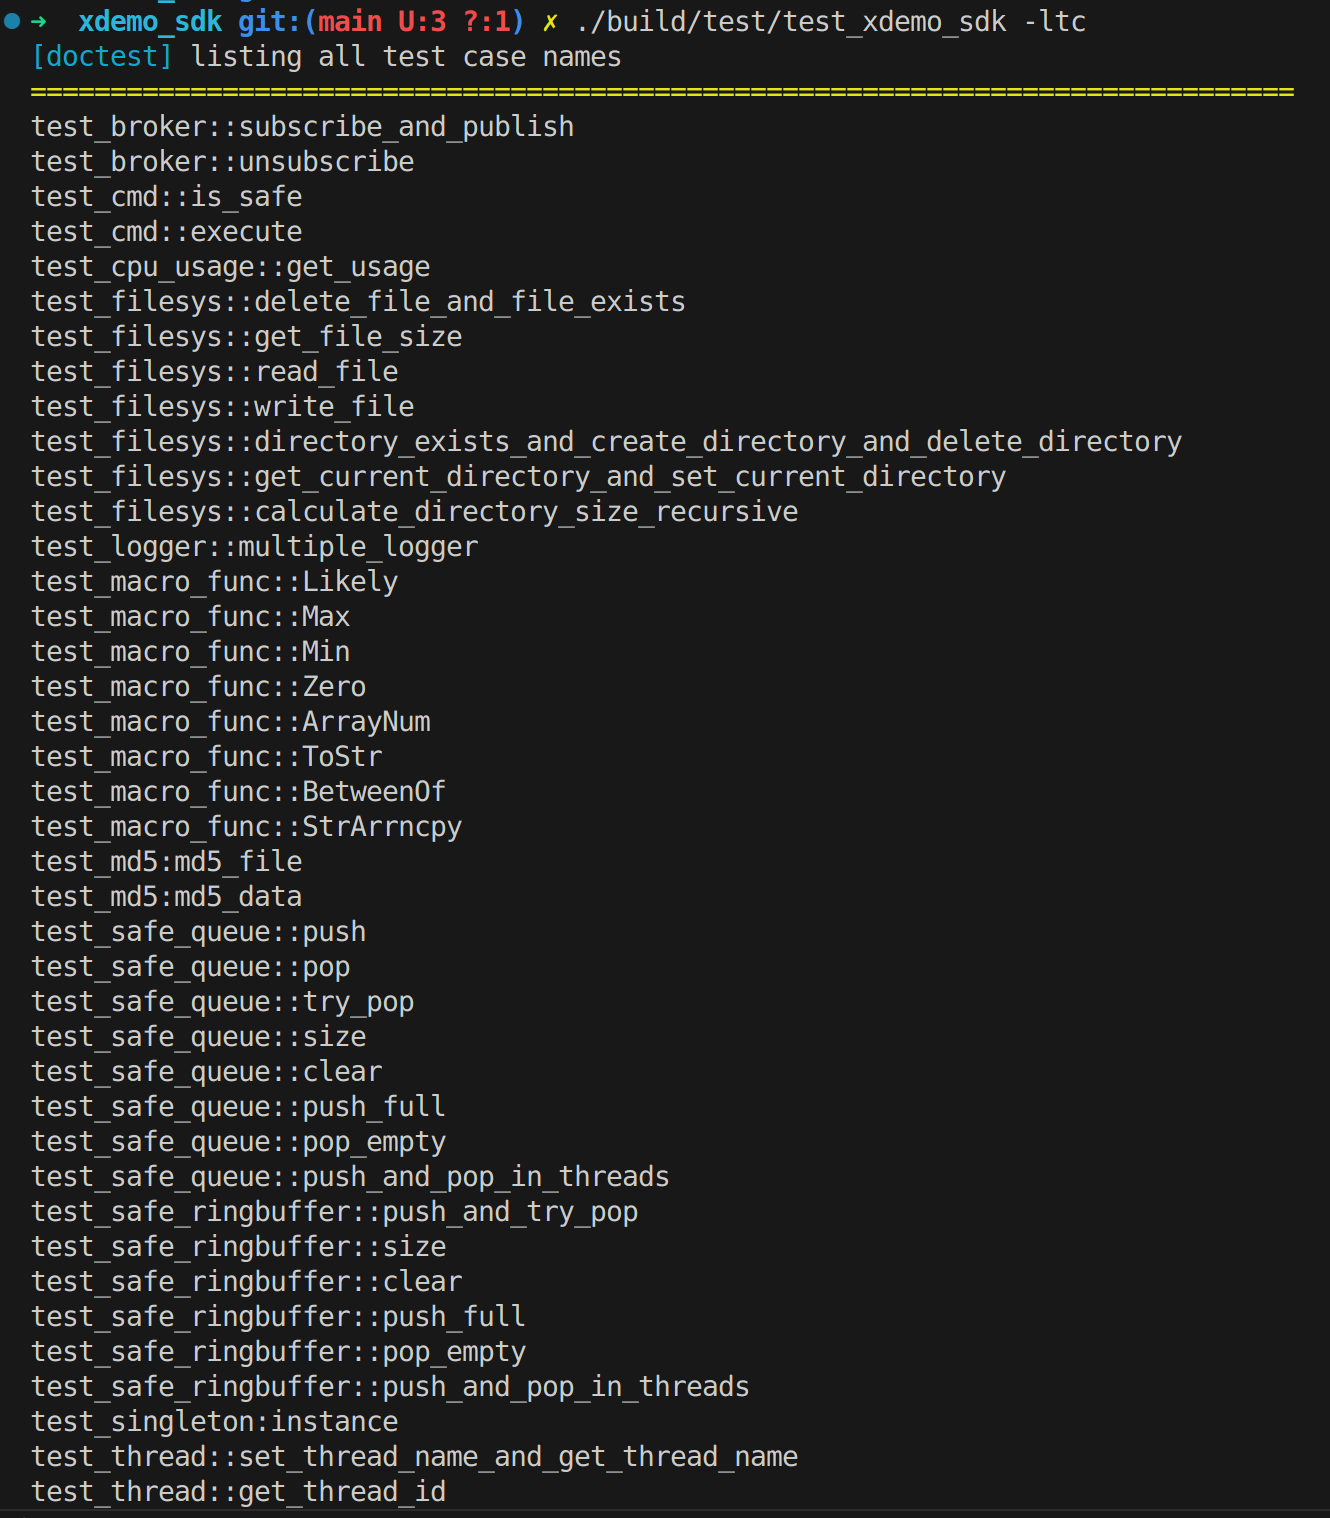 ➜  xdemo_sdk git:(main U:3 ?:1) ✗ ./build/test/test_xdemo_sdk -ltc
[doctest] listing all test case names
===============================================================================
test_broker::subscribe_and_publish
test_broker::unsubscribe
test_cmd::is_safe
test_cmd::execute
test_cpu_usage::get_usage
test_filesys::delete_file_and_file_exists
test_filesys::get_file_size
test_filesys::read_file
test_filesys::write_file
test_filesys::directory_exists_and_create_directory_and_delete_directory
test_filesys::get_current_directory_and_set_current_directory
test_filesys::calculate_directory_size_recursive
test_logger::multiple_logger
test_macro_func::Likely
test_macro_func::Max
test_macro_func::Min
test_macro_func::Zero
test_macro_func::ArrayNum
test_macro_func::ToStr
test_macro_func::BetweenOf
test_macro_func::StrArrncpy
test_md5:md5_file
test_md5:md5_data
test_safe_queue::push
test_safe_queue::pop
test_safe_queue::try_pop
test_safe_queue::size
test_safe_queue::clear
test_safe_queue::push_full
test_safe_queue::pop_empty
test_safe_queue::push_and_pop_in_threads
test_safe_ringbuffer::push_and_try_pop
test_safe_ringbuffer::size
test_safe_ringbuffer::clear
test_safe_ringbuffer::push_full
test_safe_ringbuffer::pop_empty
test_safe_ringbuffer::push_and_pop_in_threads
test_singleton:instance
test_thread::set_thread_name_and_get_thread_name
test_thread::get_thread_id